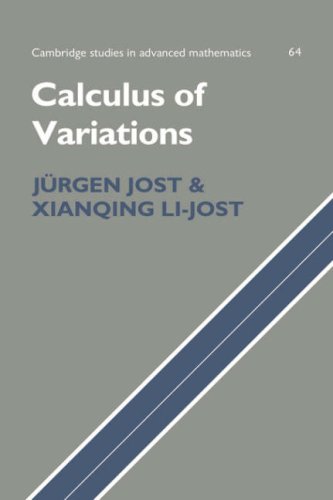 Cambridge studies in advanced mathematics 64
Calculus of
Variations
JÜRGEN JOST &
XIANQING LI-JOST